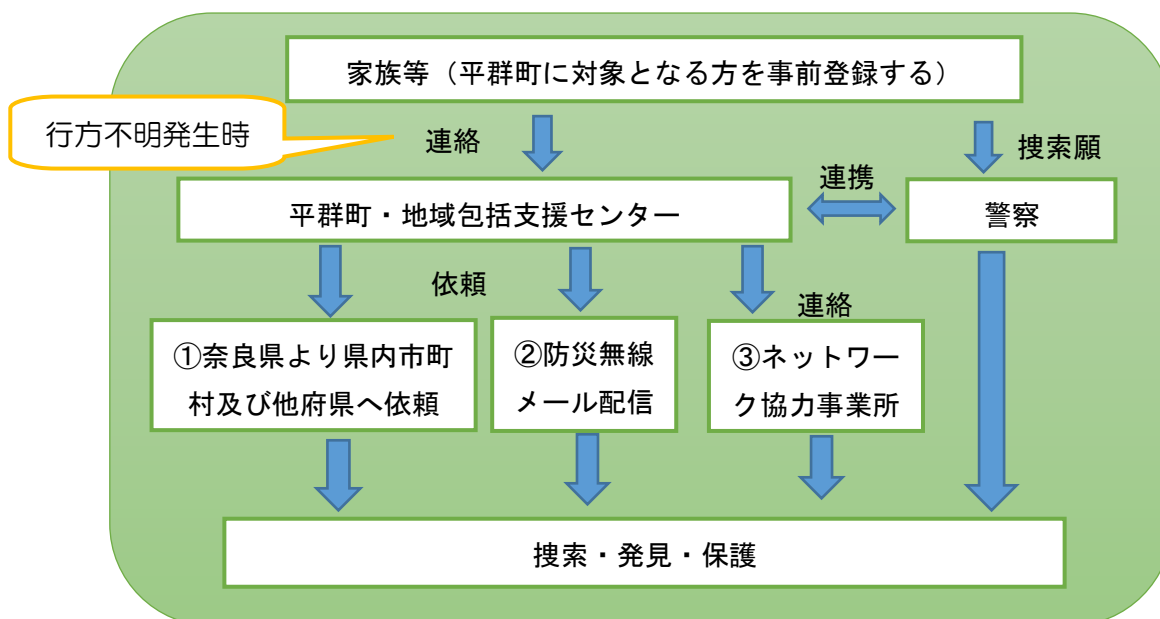 家族等（平群町に対象となる方を事前登録する）
行方不明発生時
連絡
捜索願
平群町・地域包括支援センター
連携
警察
依頼
連絡
①奈良県より県内市町
村及び他府県へ依頼
②防災無線
メール配信
③ネットワー
ク協力事業所
捜索・発見・保護